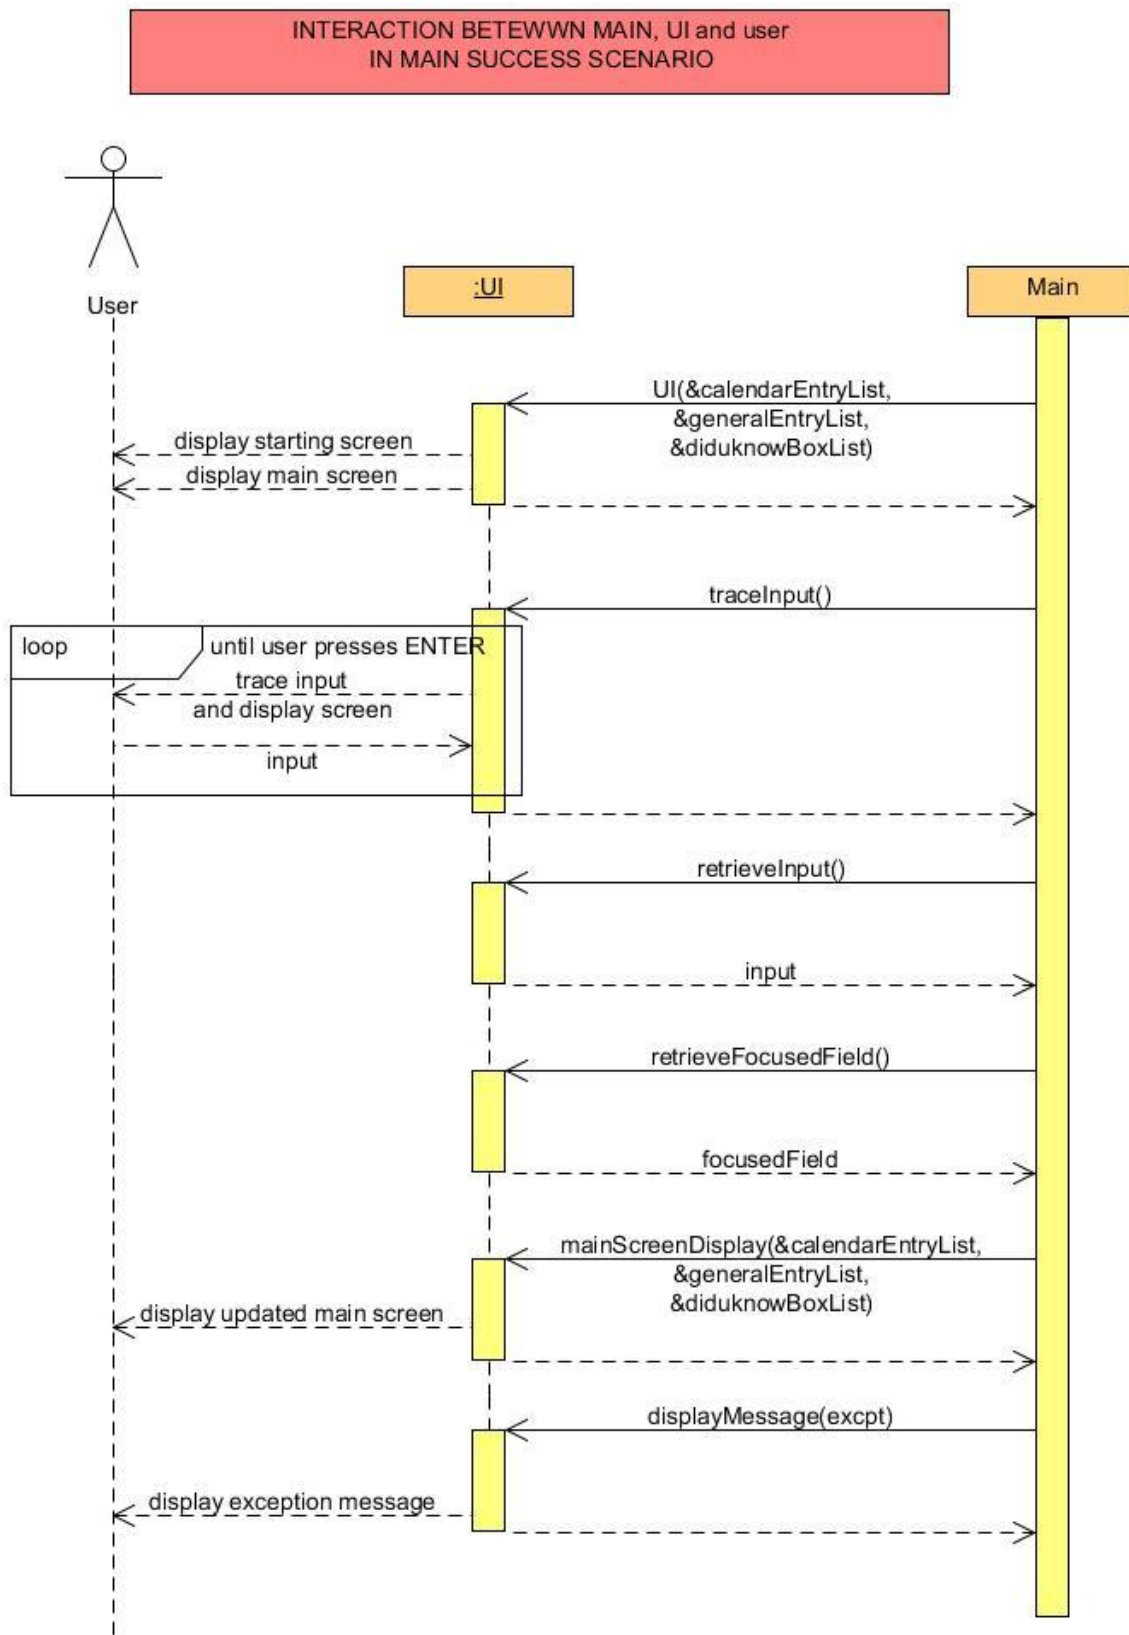 INTERACTION BETEWWN MAIN, UI and user
IN MAIN SUCCESS SCENARIO
User
:UI
Main
UI(&calendarEntryList,
&generalEntryList,
&diduknowBoxList)
display starting screen
display main screen
traceInput()
loop
until user presses ENTER
trace input
and display screen
input
retrieveInput()
input
retrieveFocusedField()
focusedField
mainScreenDisplay(&calendarEntryList,
&generalEntryList,
&diduknowBoxList)
display updated main screen
displayMessage(excpt)
display exception message